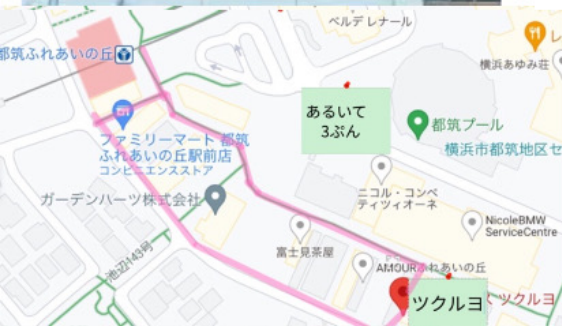 ベルデ レナール
レ
都筑ふれあいの丘
横浜あゆみ荘
あるいて
3ぷん
都筑プール
ファミリーマート 都筑
ふれあいの丘駅前店
コンビニエンスストア
横浜市都筑地区セ
ニコル・コンペ
ティツィオーネ
ガーデンハーツ株式会社
NicoleBMW
ServiceCentre
富士見茶屋
AMOURふれあいの丘
池辺143号
ツクルヨ
ツクルヨ